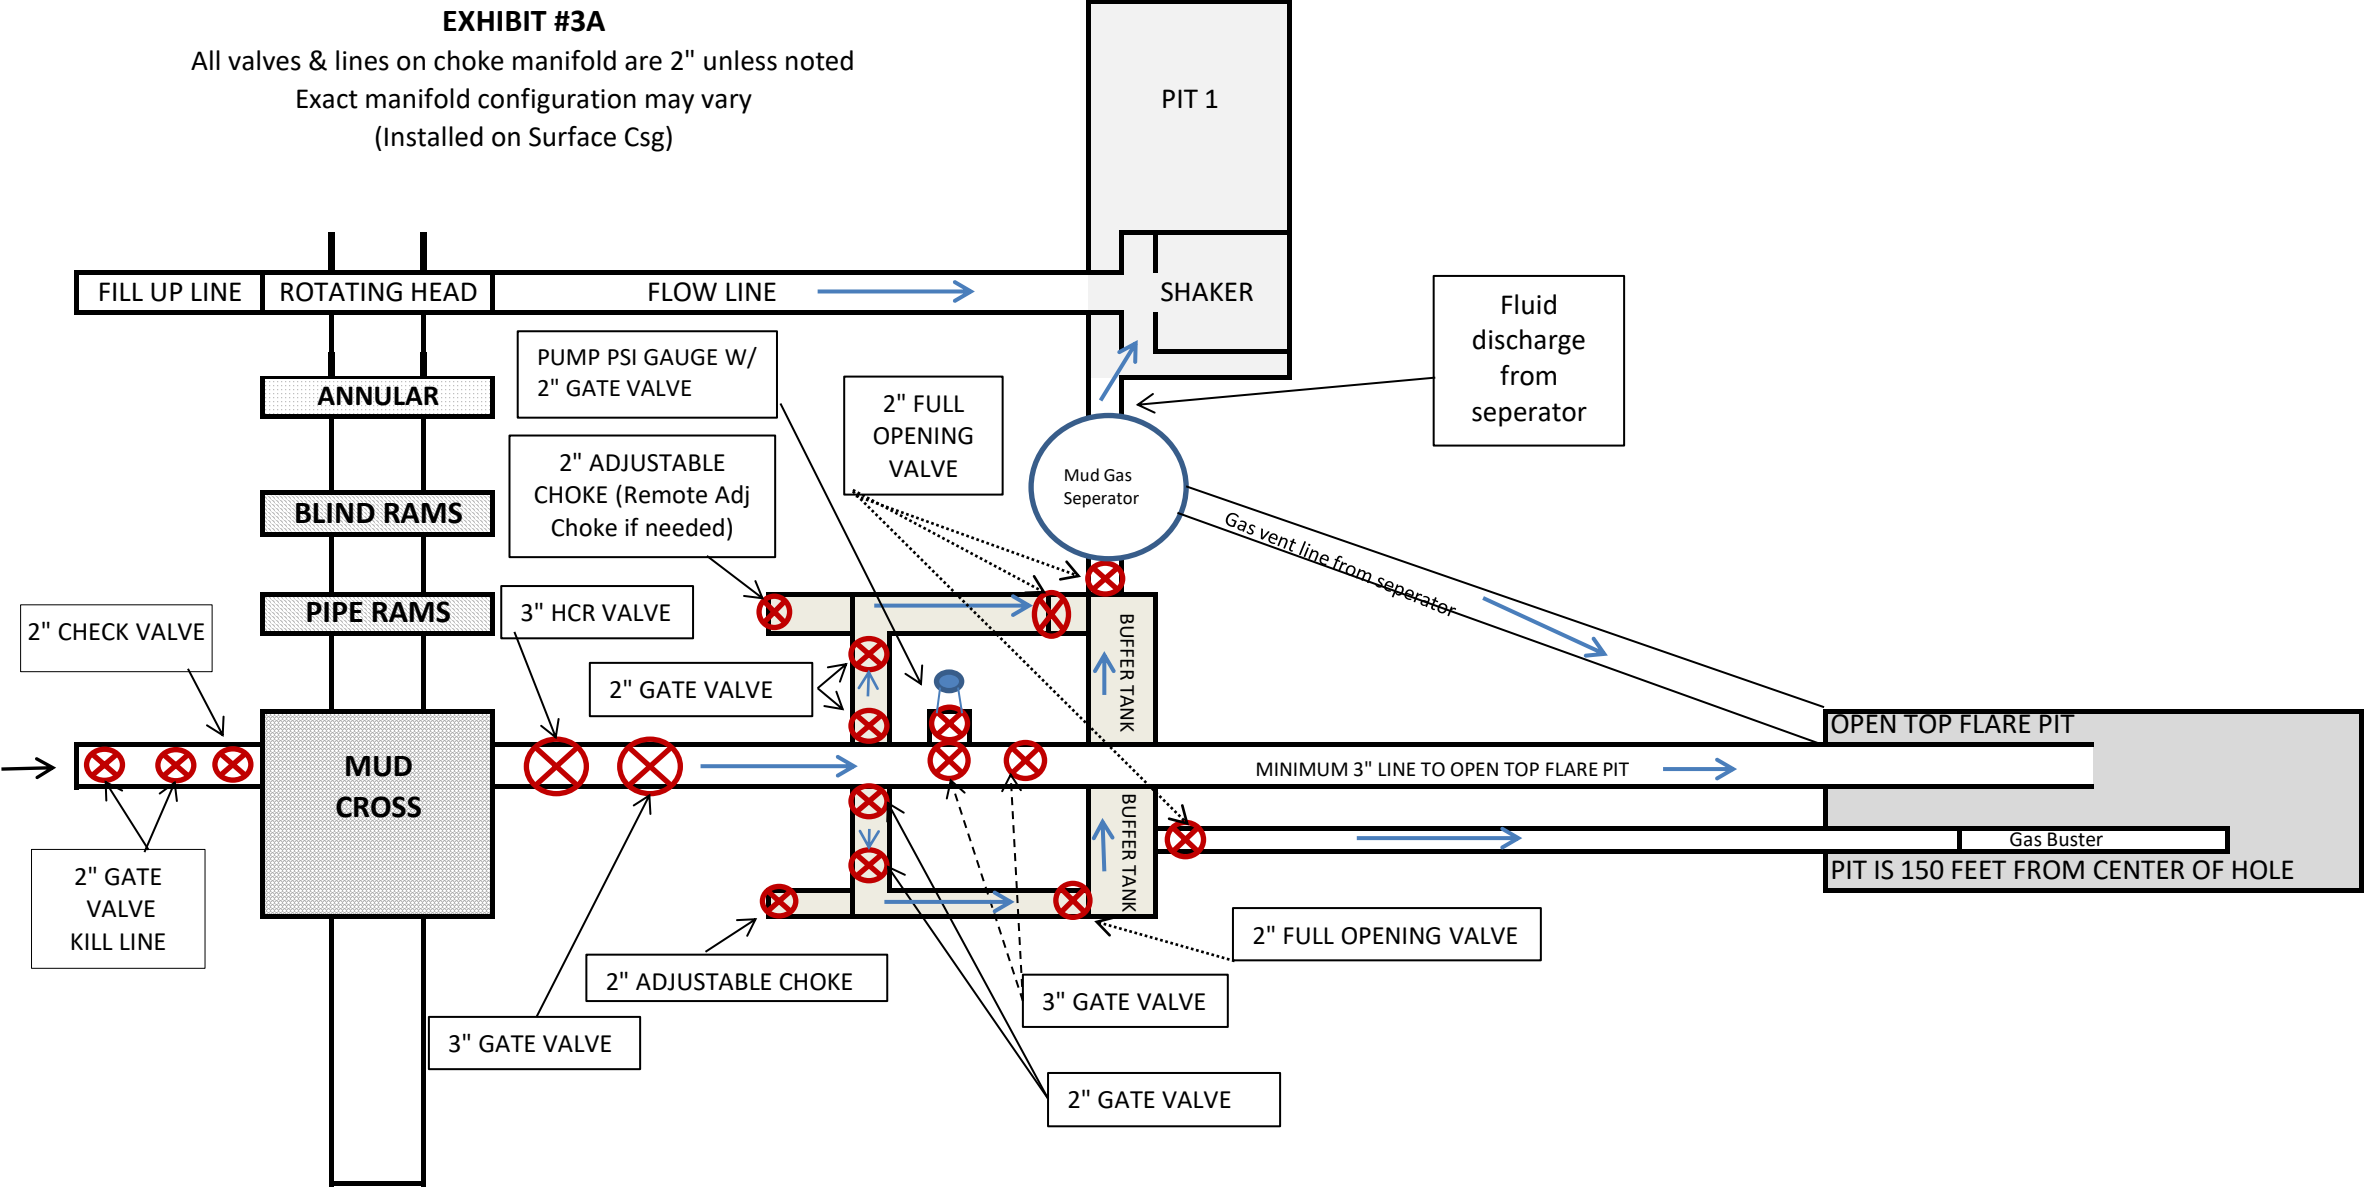 EXHIBIT #3A
All valves & lines on choke manifold are 2" unless noted
Exact manifold configuration may vary
(Installed on Surface Csg)
PIT 1
FILL UP LINE
ROTATING HEAD
FLOW LINE
SHAKER
Fluid
discharge
from
seperator
PUMP PSI GAUGE W/
2" GATE VALVE
ANNULAR
2" FULL
OPENING
VALVE
2" ADJUSTABLE
CHOKE (Remote Adj
Choke if needed)
Mud Gas
Seperator
BLIND RAMS
Gas vent line from seperator
PIPE RAMS
3" HCR VALVE
2" CHECK VALVE
2" GATE VALVE
BUFFER TANK
OPEN TOP FLARE PIT
MUD
CROSS
MINIMUM 3" LINE TO OPEN TOP FLARE PIT
BUFFER TANK
Gas Buster
PIT IS 150 FEET FROM CENTER OF HOLE
2" GATE
VALVE
KILL LINE
2" FULL OPENING VALVE
2" ADJUSTABLE CHOKE
3" GATE VALVE
3" GATE VALVE
2" GATE VALVE